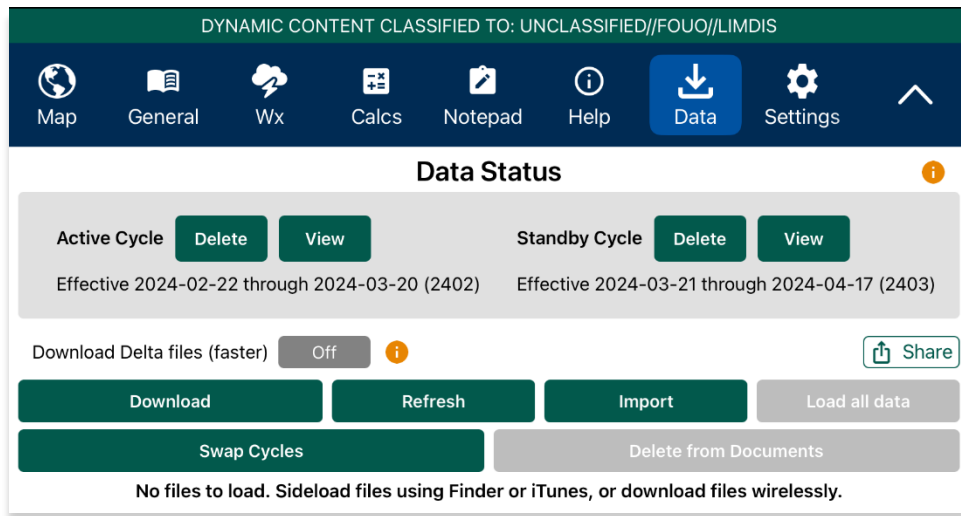 DYNAMIC CONTENT CLASSIFIED TO: UNCLASSIFIED//FOUO//LIMDIS
Map General Wx Calcs Notepad Help Data Settings
Data Status
Active Cycle Delete View Standby Cycle Delete View
Effective 2024-02-22 through 2024-03-20 (2402) Effective 2024-03-21 through 2024-04-17 (2403)
Download Delta files (faster) Off Share
Download Refresh Import Load all data
Swap Cycles Delete from Documents
No files to load. Sideload files using Finder or iTunes, or download files wirelessly.